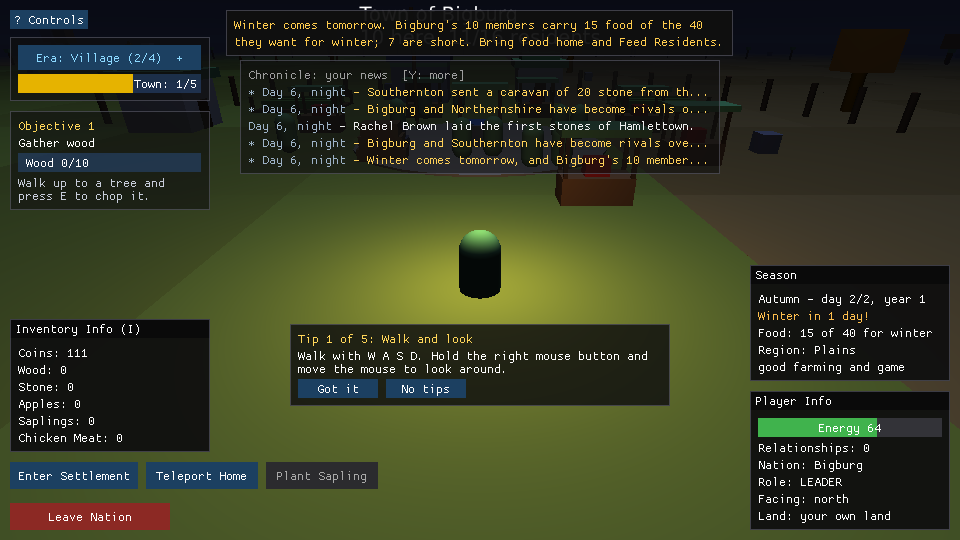 ? Controls
Era: Village (2/4) +
Town: 1/5
Objective 1
Gather wood
Wood 0/10
Walk up to a tree and
press E to chop it.
Town of Bigburg
Winter comes tomorrow. Bigburg's 10 members carry 15 food of the 40
they want for winter; 7 are short. Bring food home and Feed Residents.
Chronicle: your news [Y: more]
* Day 6, night - Southernton sent a caravan of 20 stone from th...
* Day 6, night - Bigburg and Northernshire have become rivals o...
Day 6, night - Rachel Brown laid the first stones of Hamlettown.
* Day 6, night - Bigburg and Southernton have become rivals ove...
* Day 6, night - Winter comes tomorrow, and Bigburg's 10 member...
Tip 1 of 5: Walk and look
Walk with W A S D. Hold the right mouse button and
move the mouse to look around.
Got it
No tips
Inventory Info (I)
Coins: 111
Wood: 0
Stone: 0
Apples: 0
Saplings: 0
Chicken Meat: 0
Enter Settlement
Teleport Home
Plant Sapling
Leave Nation
Season
Autumn - day 2/2, year 1
Winter in 1 day!
Food: 15 of 40 for winter
Region: Plains
good farming and game
Player Info
Energy 64
Relationships: 0
Nation: Bigburg
Role: LEADER
Facing: north
Land: your own land